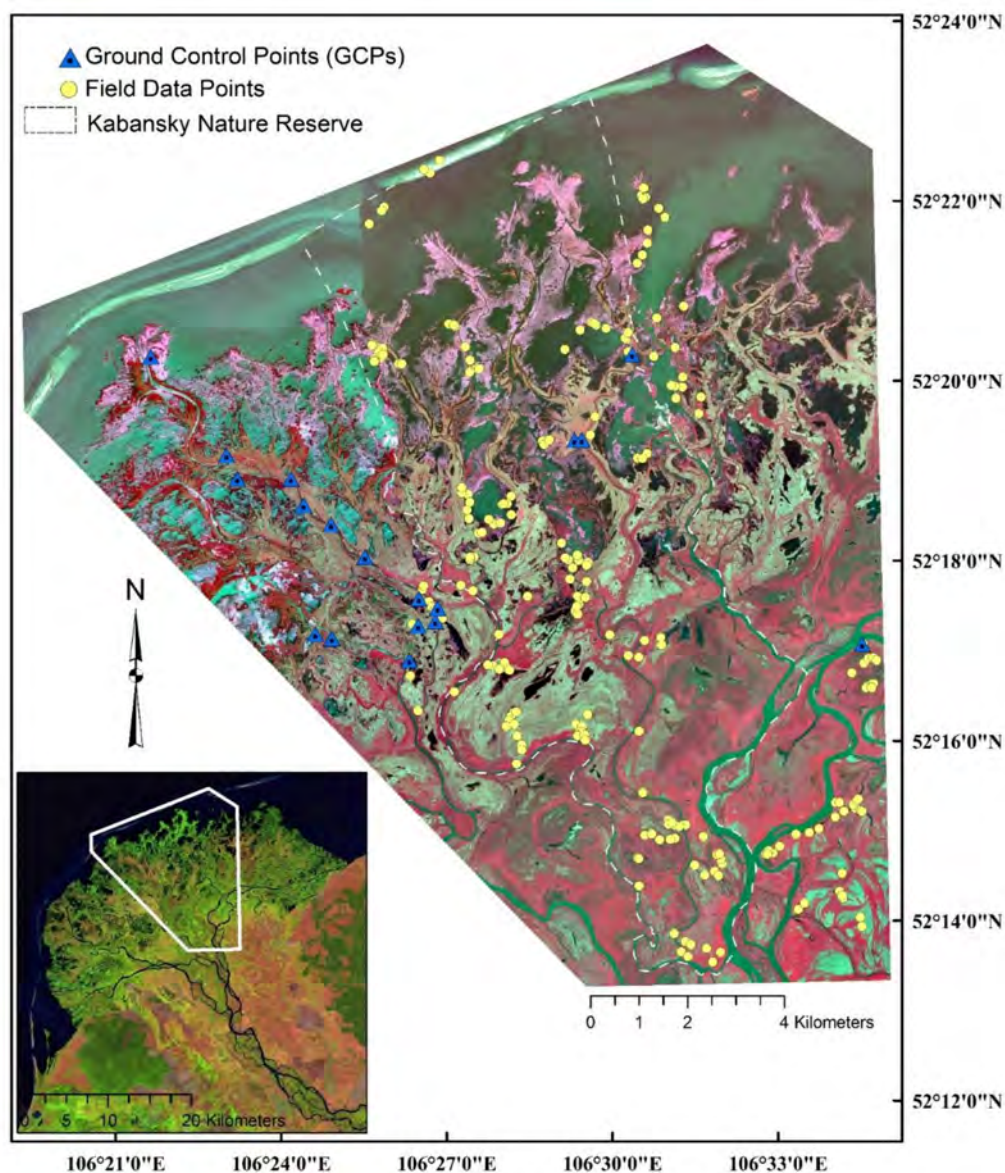 Ground Control Points (GCPs)
Field Data Points
Kabansky Nature Reserve
52°24'0"N
52°22'0"N
52°20'0"N
52°18'0"N
52°16'0"N
52°14'0"N
52°12'0"N
N
0 1 2 4 Kilometers
0 5 10 20 Kilometers
106°21'0"E 106°24'0"E 106°27'0"E 106°30'0"E 106°33'0"E